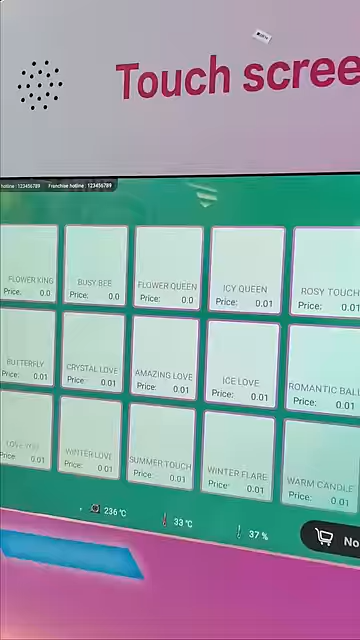 Touch scree
hotline : 123456789 Franchise hotline : 123456789
FLOWER KING
Price: 0.0
BUSY BEE
Price: 0.0
FLOWER QUEEN
Price: 0.0
ICY QUEEN
Price: 0.01
ROSY TOUCH
Price: 0.01
BUTTERFLY
Price: 0.01
CRYSTAL LOVE
Price: 0.01
AMAZING LOVE
Price: 0.01
ICE LOVE
Price: 0.01
ROMANTIC BALL
Price: 0.01
LOVE YOU
Price: 0.01
WINTER LOVE
Price: 0.01
SUMMER TOUCH
Price: 0.01
WINTER FLARE
Price: 0.01
WARM CANDLE
Price: 0.01
236 ℃
33 ℃
37 %
No